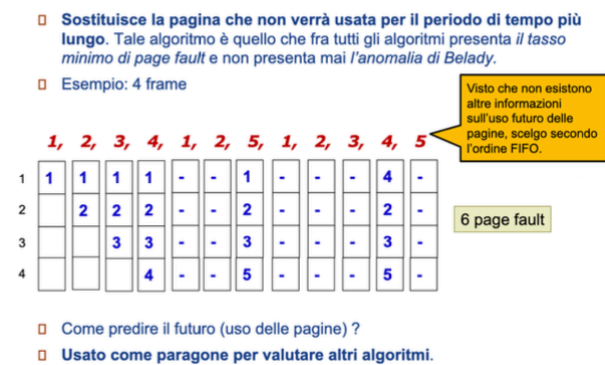 ▯ Sostituisce la pagina che non verrà usata per il periodo di tempo più
lungo. Tale algoritmo è quello che fra tutti gli algoritmi presenta il tasso
minimo di page fault e non presenta mai l'anomalia di Belady.
▯ Esempio: 4 frame
Visto che non esistono
altre informazioni
sull'uso futuro delle
pagine, scelgo secondo
l'ordine FIFO.
1, 2, 3, 4, 1, 2, 5, 1, 2, 3, 4, 5
1 1 1 1 1 - - 1 - - - 4 -
2 2 2 2 - - 2 - - - 2 -
3 3 3 - - 3 - - - 3 -
4 4 - - 5 - - - 5 -
6 page fault
▯ Come predire il futuro (uso delle pagine) ?
▯ Usato come paragone per valutare altri algoritmi.